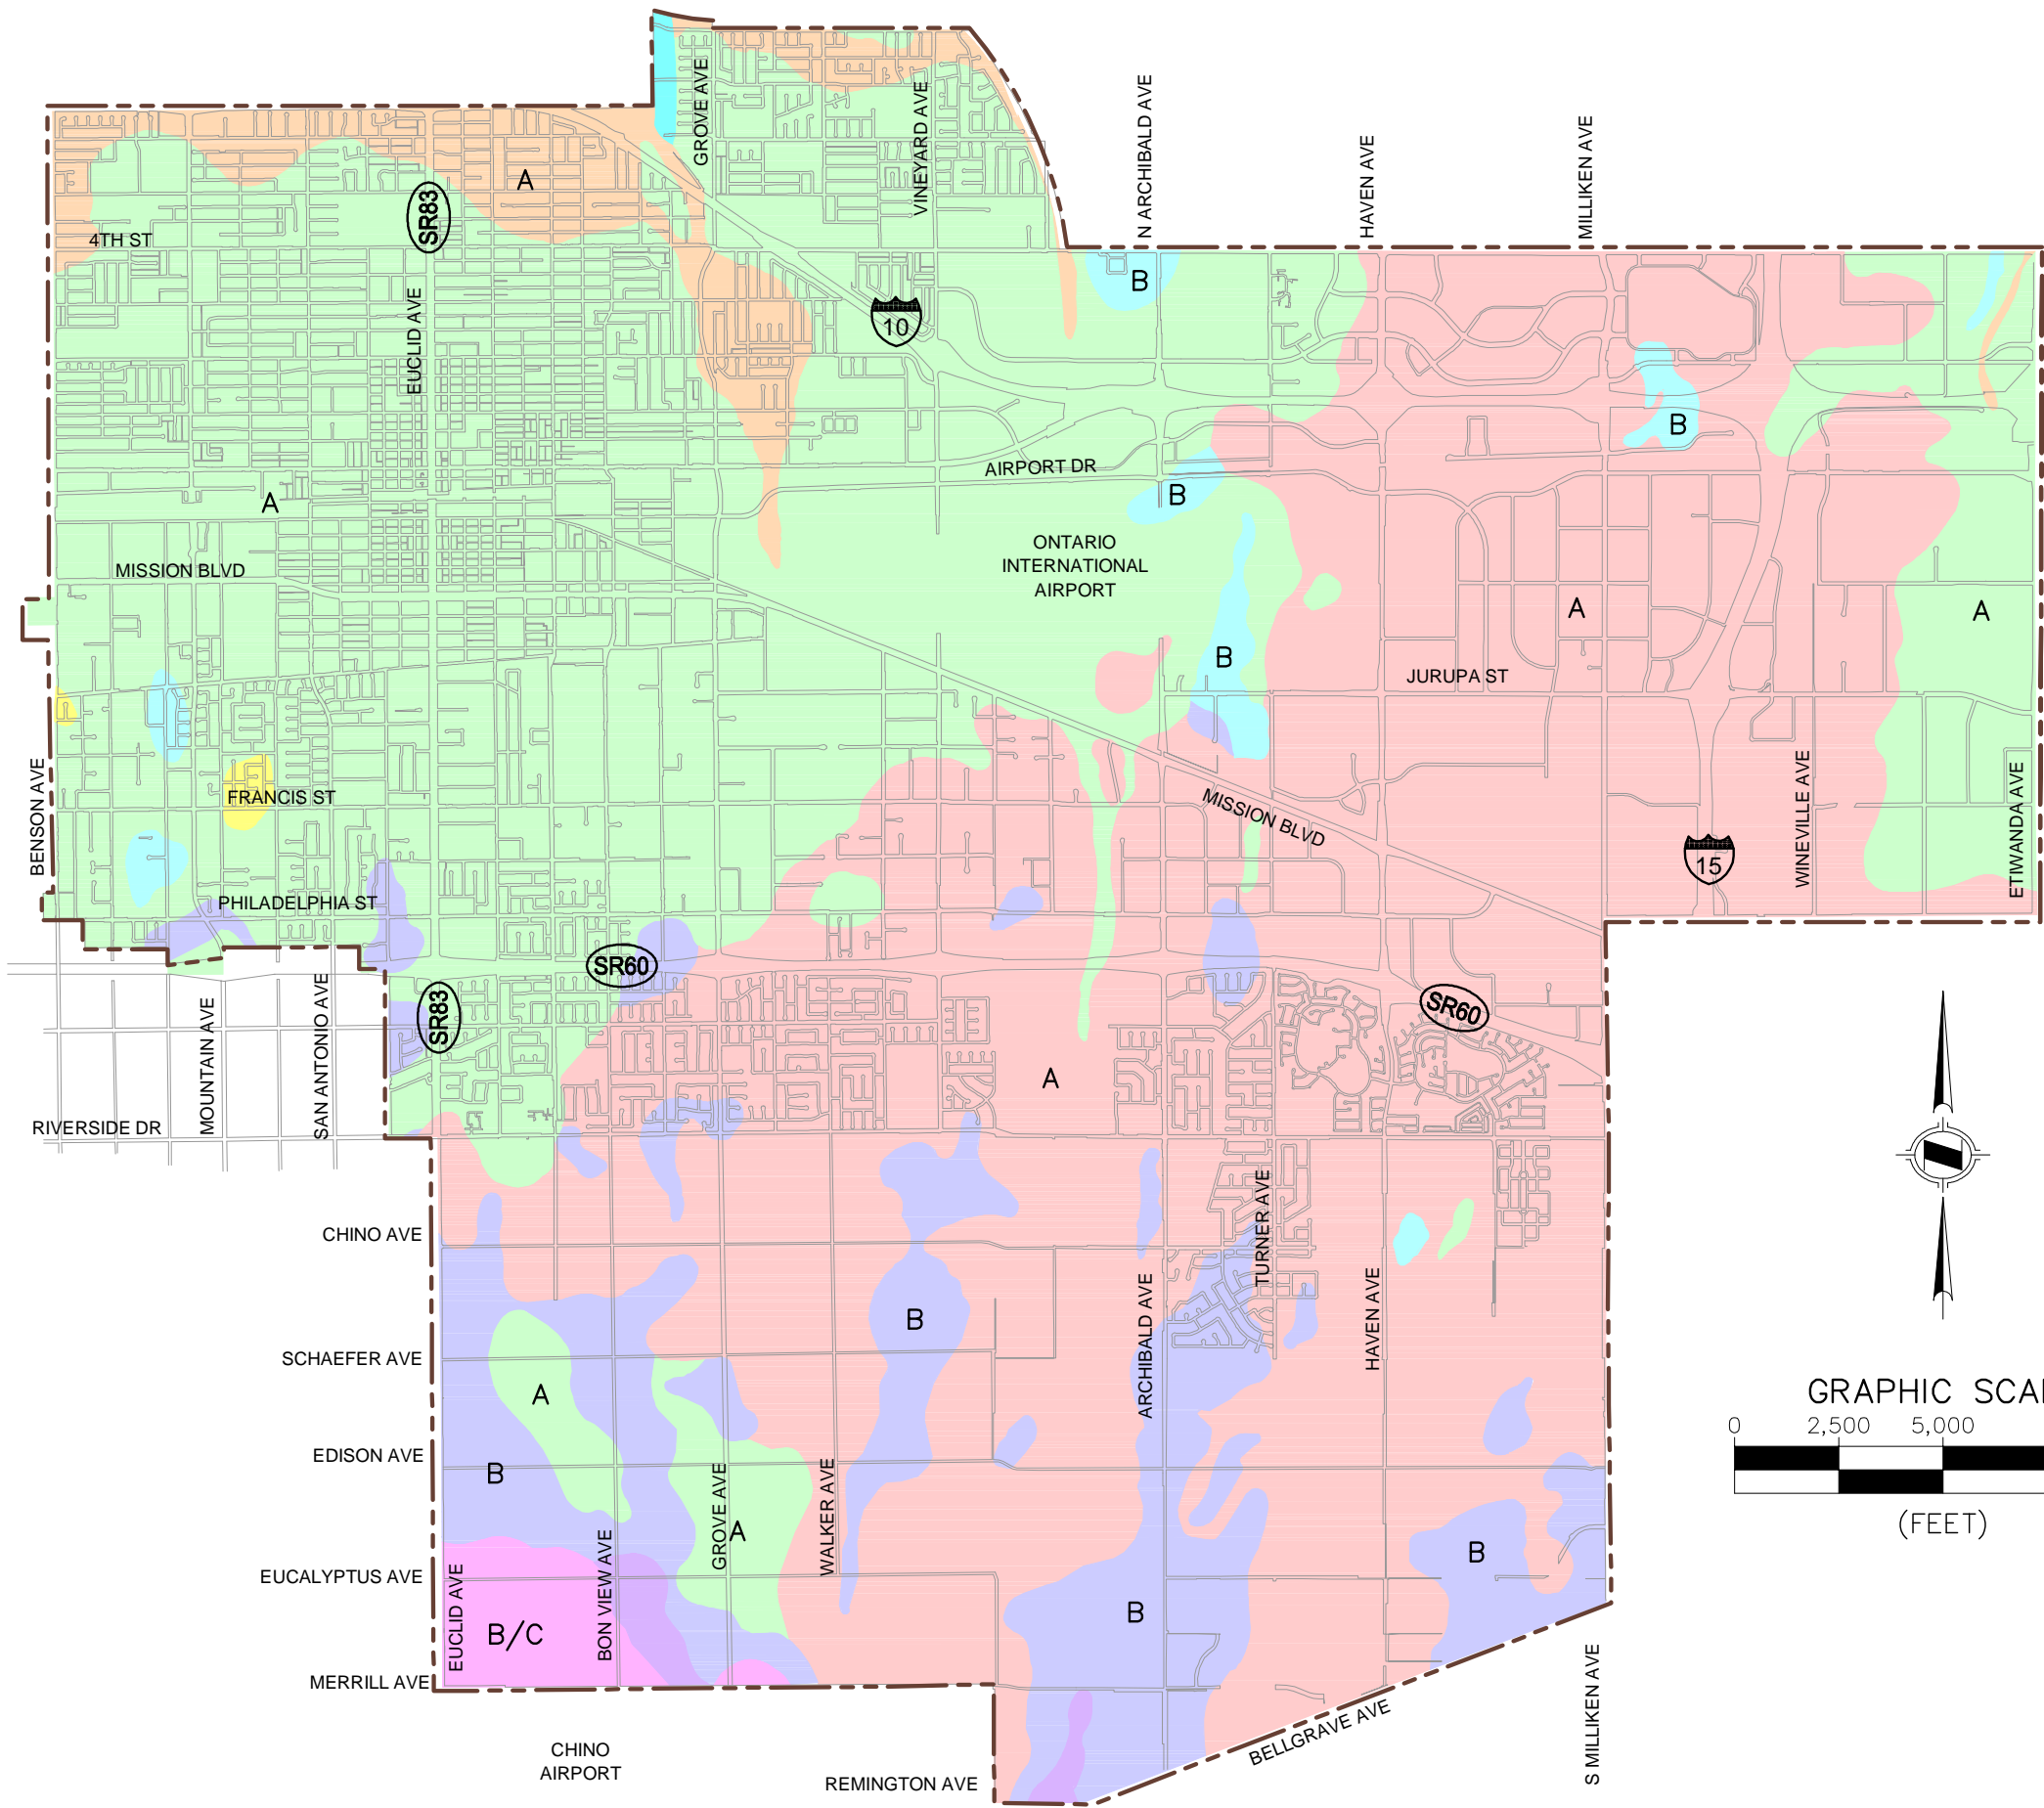 GROVE AVE
VINEYARD AVE
N ARCHIBALD AVE
HAVEN AVE
MILLIKEN AVE
A
SR83
4TH ST
B
10
EUCLID AVE
B
AIRPORT DR
A
B
ONTARIO
INTERNATIONAL
AIRPORT
MISSION BLVD
A
A
B
JURUPA ST
BENSON AVE
FRANCIS ST
MISSION BLVD
WINEVILLE AVE
ETIWANDA AVE
15
PHILADELPHIA ST
SR60
SR83
SR60
MOUNTAIN AVE
SAN ANTONIO AVE
A
RIVERSIDE DR
TURNER AVE
CHINO AVE
B
ARCHIBALD AVE
HAVEN AVE
SCHAEFER AVE
A
GRAPHIC SCA
0 2,500 5,000
(FEET)
EDISON AVE
B
GROVE AVE
A
WALKER AVE
B
EUCALYPTUS AVE
EUCLID AVE
BON VIEW AVE
B/C
B
MERRILL AVE
S MILLIKEN AVE
BELLGRAVE AVE
CHINO
AIRPORT
REMINGTON AVE